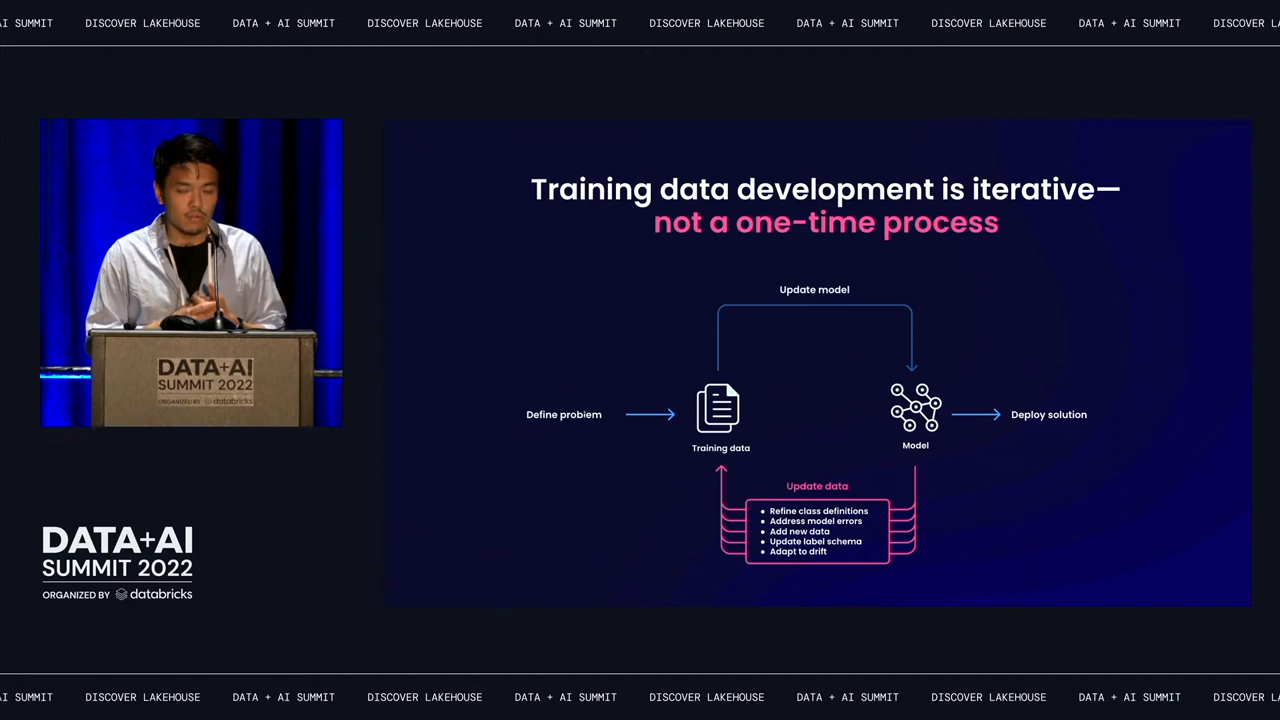 AI SUMMIT DISCOVER LAKEHOUSE DATA + AI SUMMIT DISCOVER LAKEHOUSE DATA + AI SUMMIT DISCOVER LAKEHOUSE DATA + AI SUMMIT DISCOVER LAKEHOUSE DATA + AI SUMMIT DISCOVER L
Training data development is iterative—
not a one-time process
Update model
Define problem
Training data
Model
Deploy solution
Update data
• Refine class definitions
• Address model errors
• Add new data
• Update label schema
• Adapt to drift
DATA+AI
SUMMIT 2022
ORGANIZED BY databricks
DATA+AI
SUMMIT 2022
ORGANIZED BY databricks
AI SUMMIT DISCOVER LAKEHOUSE DATA + AI SUMMIT DISCOVER LAKEHOUSE DATA + AI SUMMIT DISCOVER LAKEHOUSE DATA + AI SUMMIT DISCOVER LAKEHOUSE DATA + AI SUMMIT DISCOVER L